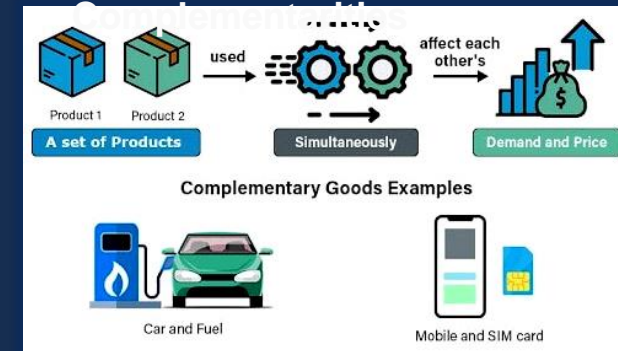 Complementarities
used
affect each
other's
Product 1 Product 2
$
A set of Products Simultaneously Demand and Price
Complementary Goods Examples
Car and Fuel
Mobile and SIM card